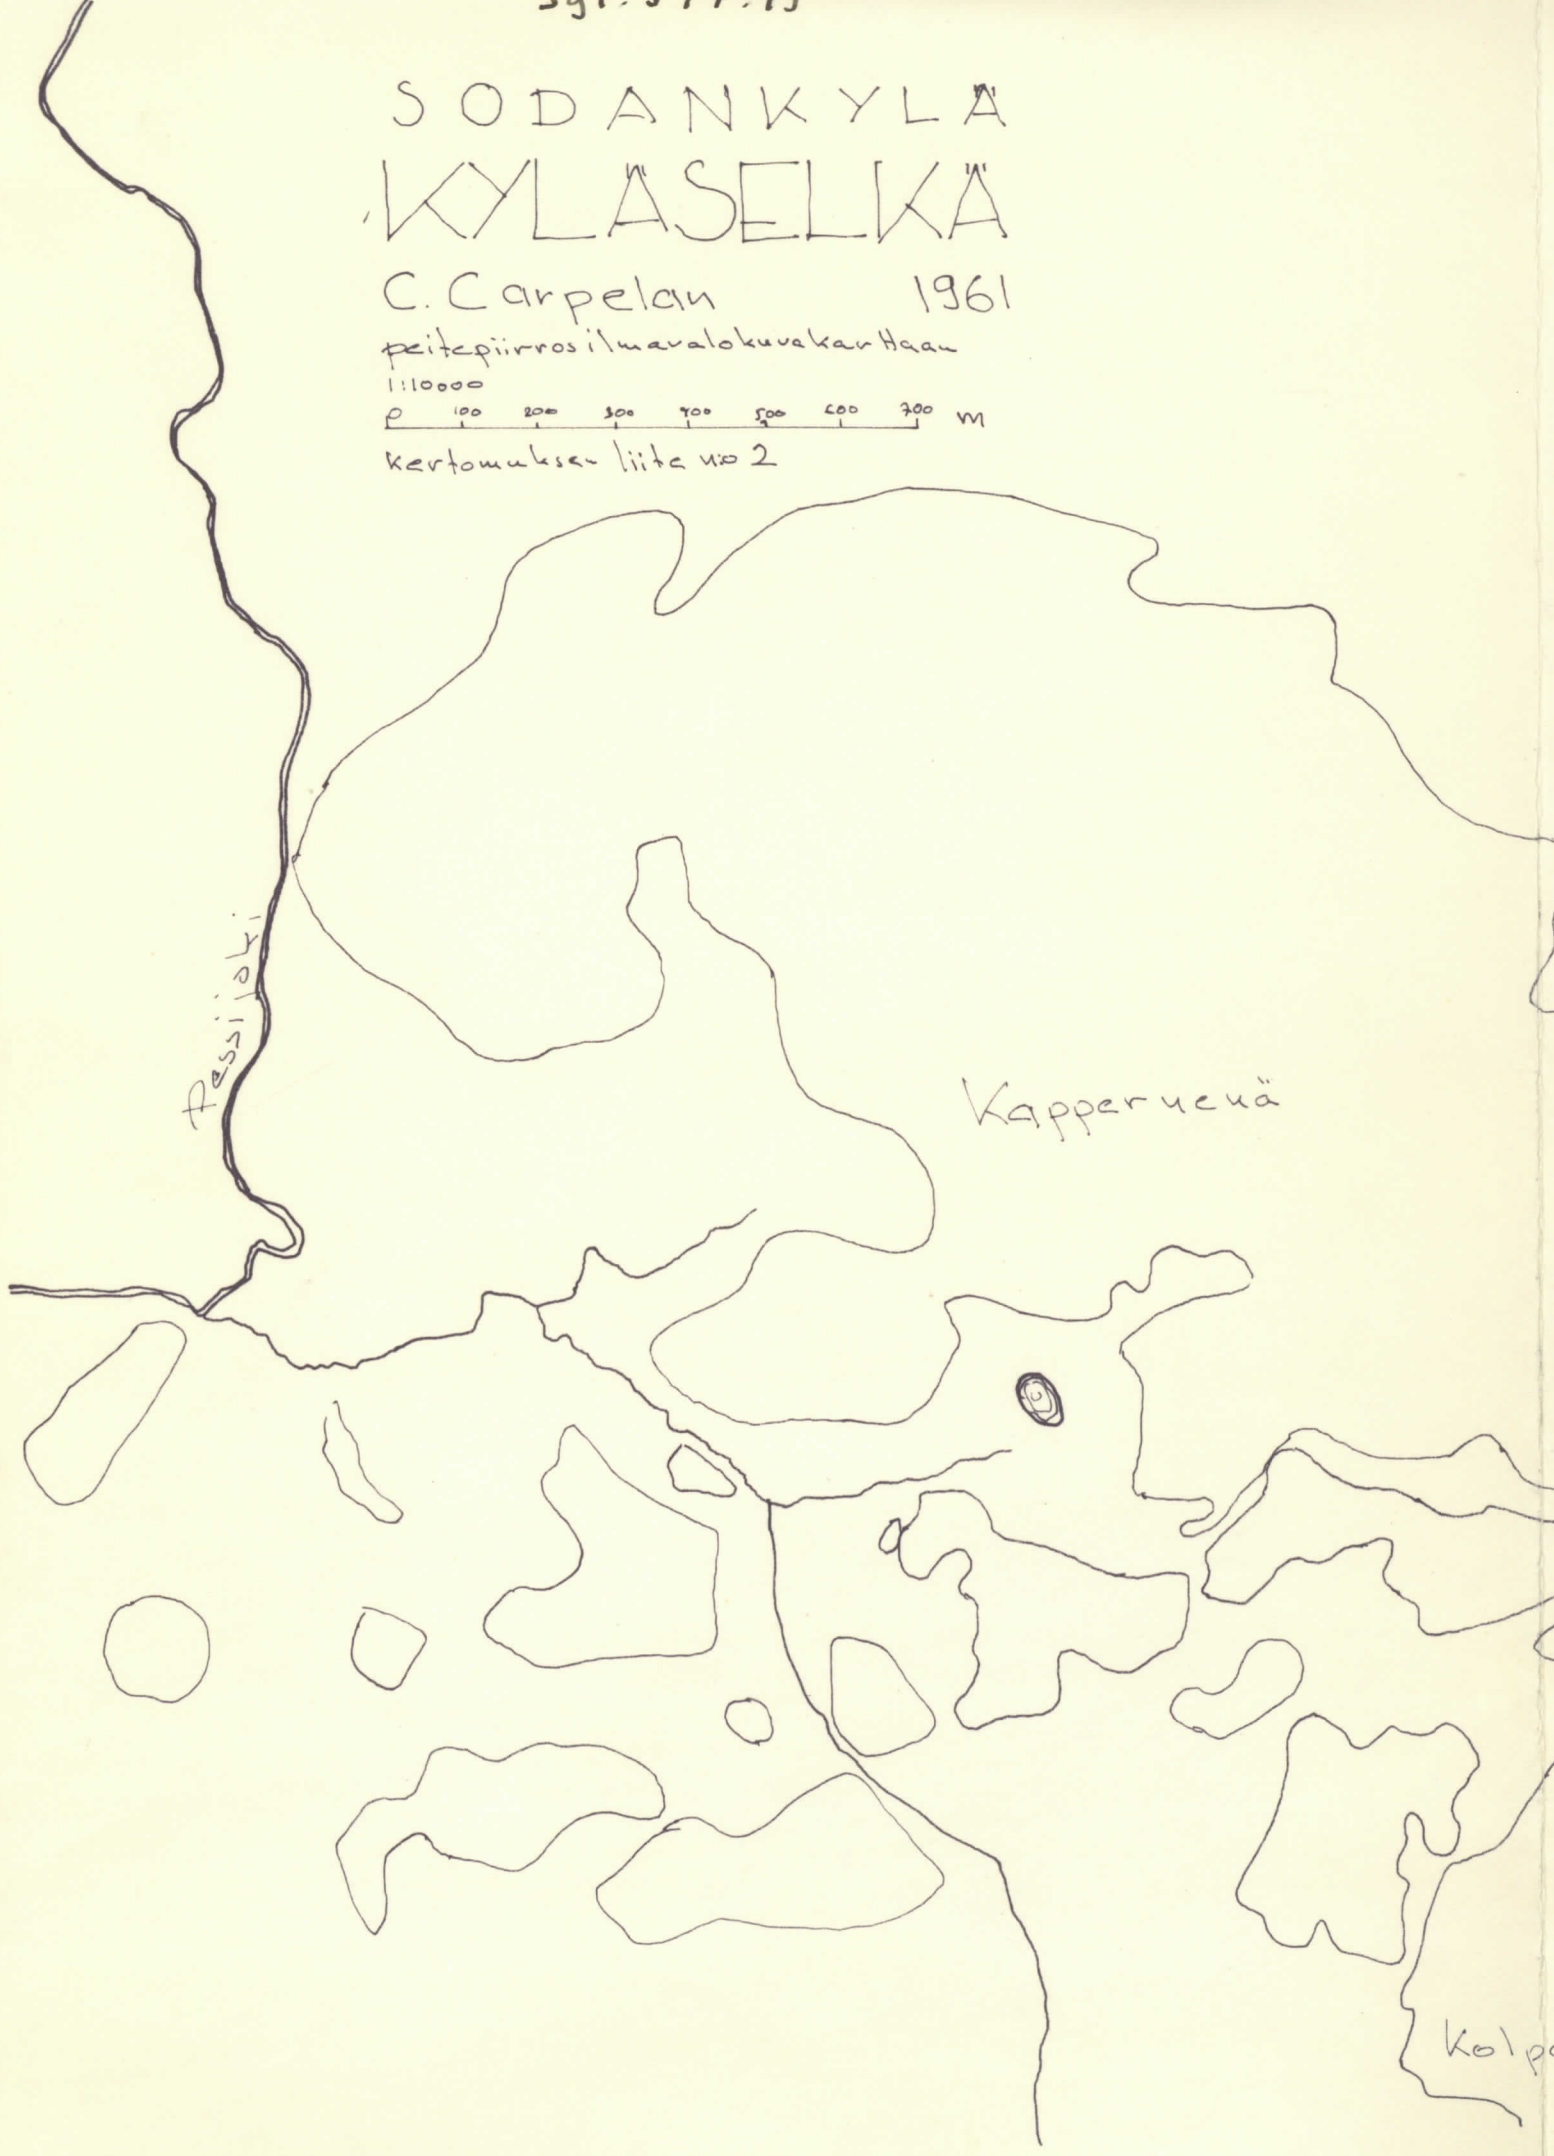 SODANKYLÄ
KYLÄSELKÄ
C. Carpelan 1961
peitepiirros ilmavalokuvakarttaan
1:10000
0 100 200 300 400 500 600 700 m
kertomuksen liite n:o 2
Pessijoki
Kappervenä